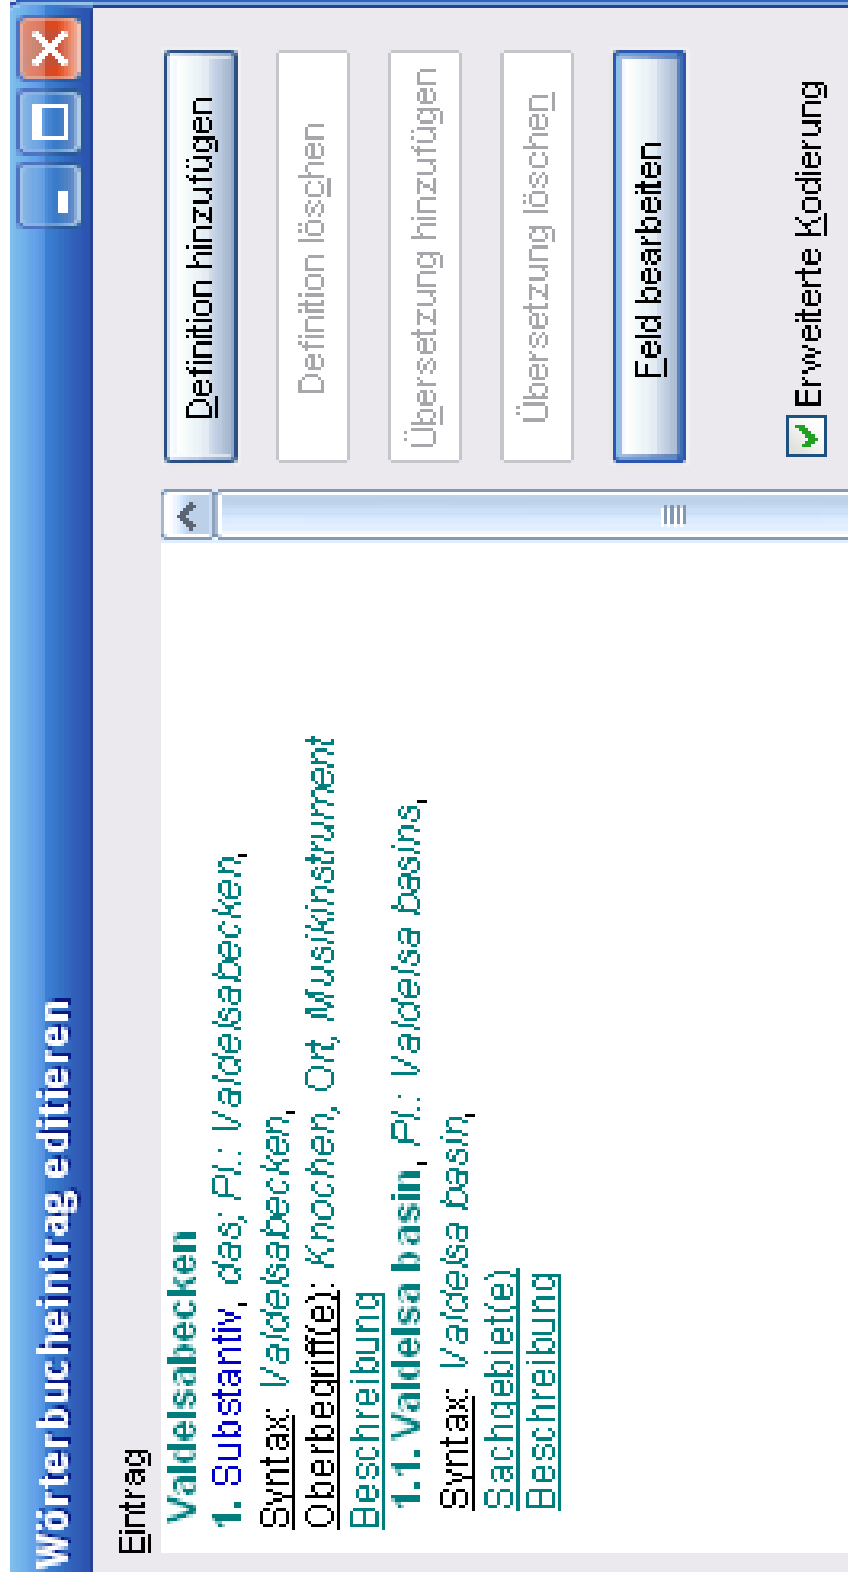 Wörterbucheintrag editieren
Eintrag
Valdelsabecken
1. Substantiv, das; Pl.: Valdelsabecken,
Syntax: Valdelsabecken,
Oberbegriff(e): Knochen, Ort, Musikinstrument
Beschreibung
1.1. Valdelsa basin, Pl.: Valdelsa basins,
Syntax: Valdelsa basin,
Sachgebiet(e)
Beschreibung
Definition hinzufügen
Definition löschen
Übersetzung hinzufügen
Übersetzung löschen
Feld bearbeiten
Erweiterte Kodierung